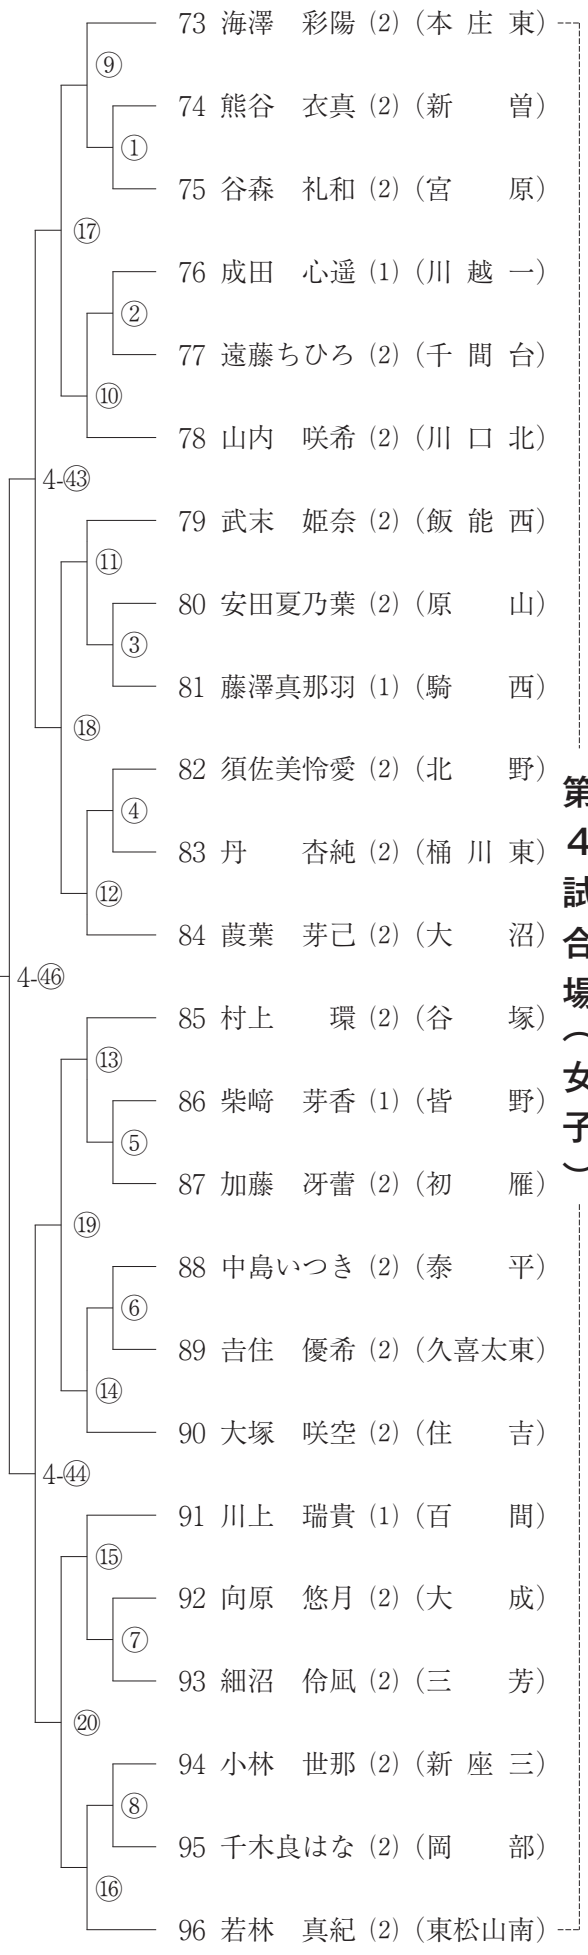 73 海澤　彩陽 (2) (本 庄 東)
⑨
74 熊谷　衣真 (2) (新　　曽)
①
75 谷森　礼和 (2) (宮　　原)
⑰
76 成田　心遥 (1) (川 越 一)
②
77 遠藤ちひろ (2) (千 間 台)
⑩
78 山内　咲希 (2) (川 口 北)
4-㊸
79 武末　姫奈 (2) (飯 能 西)
⑪
80 安田夏乃葉 (2) (原　　山)
③
81 藤澤真那羽 (1) (騎　　西)
⑱
82 須佐美怜愛 (2) (北　　野)
④
83 丹　　杏純 (2) (桶 川 東)
⑫
84 葭葉　芽己 (2) (大　　沼)
4-㊻
85 村上　　環 (2) (谷　　塚)
⑬
86 柴﨑　芽香 (1) (皆　　野)
⑤
87 加藤　冴蕾 (2) (初　　雁)
⑲
88 中島いつき (2) (泰　　平)
⑥
89 𠮷住　優希 (2) (久喜太東)
⑭
90 大塚　咲空 (2) (住　　吉)
4-㊹
91 川上　瑞貴 (1) (百　　間)
⑮
92 向原　悠月 (2) (大　　成)
⑦
93 細沼　伶凪 (2) (三　　芳)
⑳
94 小林　世那 (2) (新 座 三)
⑧
95 千木良はな (2) (岡　　部)
⑯
96 若林　真紀 (2) (東松山南)
第4試合場（女子）